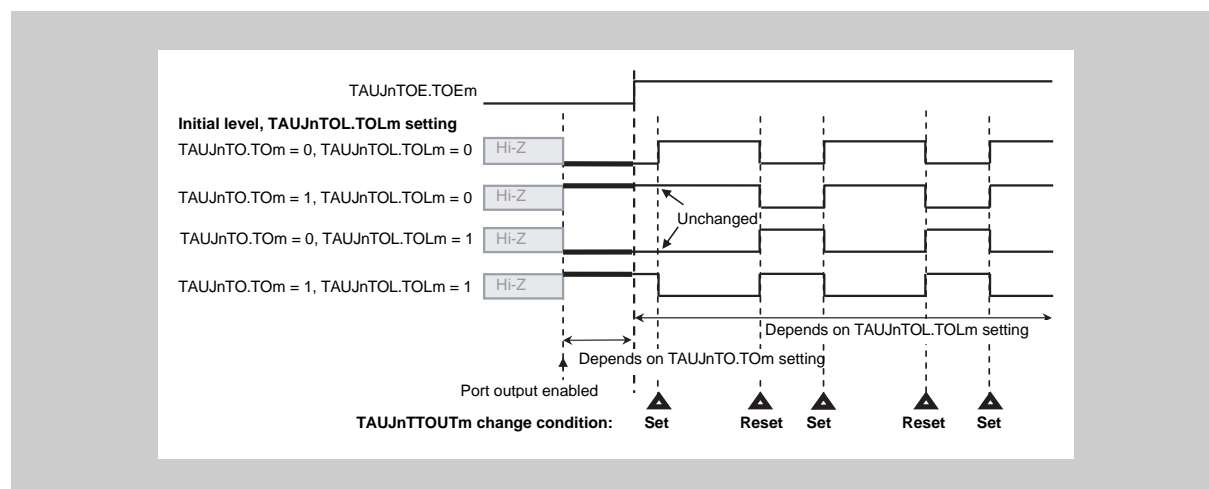 TAUJnTOE.TOEm
Initial level, TAUJnTOL.TOLm setting
TAUJnTO.TOm = 0, TAUJnTOL.TOLm = 0
Hi-Z
TAUJnTO.TOm = 1, TAUJnTOL.TOLm = 0
Hi-Z
Unchanged
TAUJnTO.TOm = 0, TAUJnTOL.TOLm = 1
Hi-Z
TAUJnTO.TOm = 1, TAUJnTOL.TOLm = 1
Hi-Z
Depends on TAUJnTOL.TOLm setting
Depends on TAUJnTO.TOm setting
Port output enabled
TAUJnTTOUTm change condition: Set Reset Set Reset Set